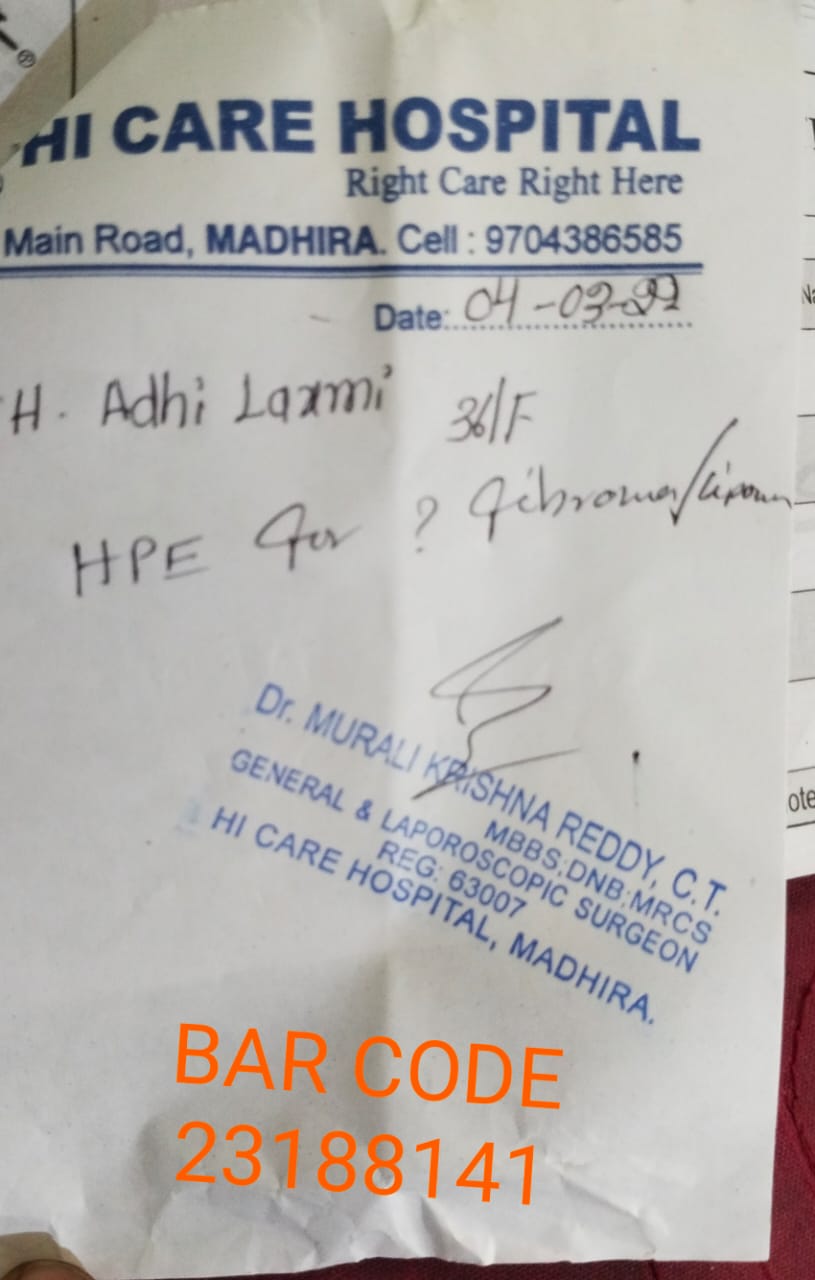 HI CARE HOSPITAL
Right Care Right Here
Main Road, MADHIRA. Cell : 9704386585
Date: 04-03-22
H. Adhi Laxmi 36/F
HPE for ? fibroma/lipoma
Dr. MURALI KRISHNA REDDY, C.T.
MBBS;DNB;MRCS
GENERAL & LAPOROSCOPIC SURGEON
REG: 63007
HI CARE HOSPITAL, MADHIRA.
BAR CODE
23188141